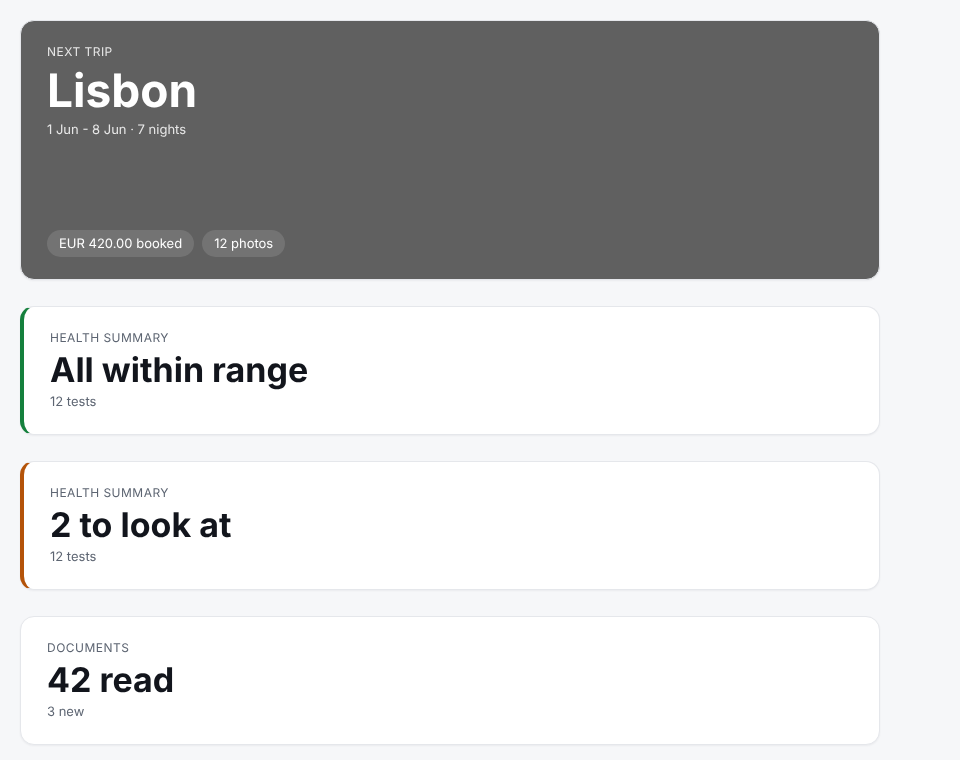 NEXT TRIP
Lisbon
1 Jun - 8 Jun · 7 nights
EUR 420.00 booked
12 photos
HEALTH SUMMARY
All within range
12 tests
HEALTH SUMMARY
2 to look at
12 tests
DOCUMENTS
42 read
3 new